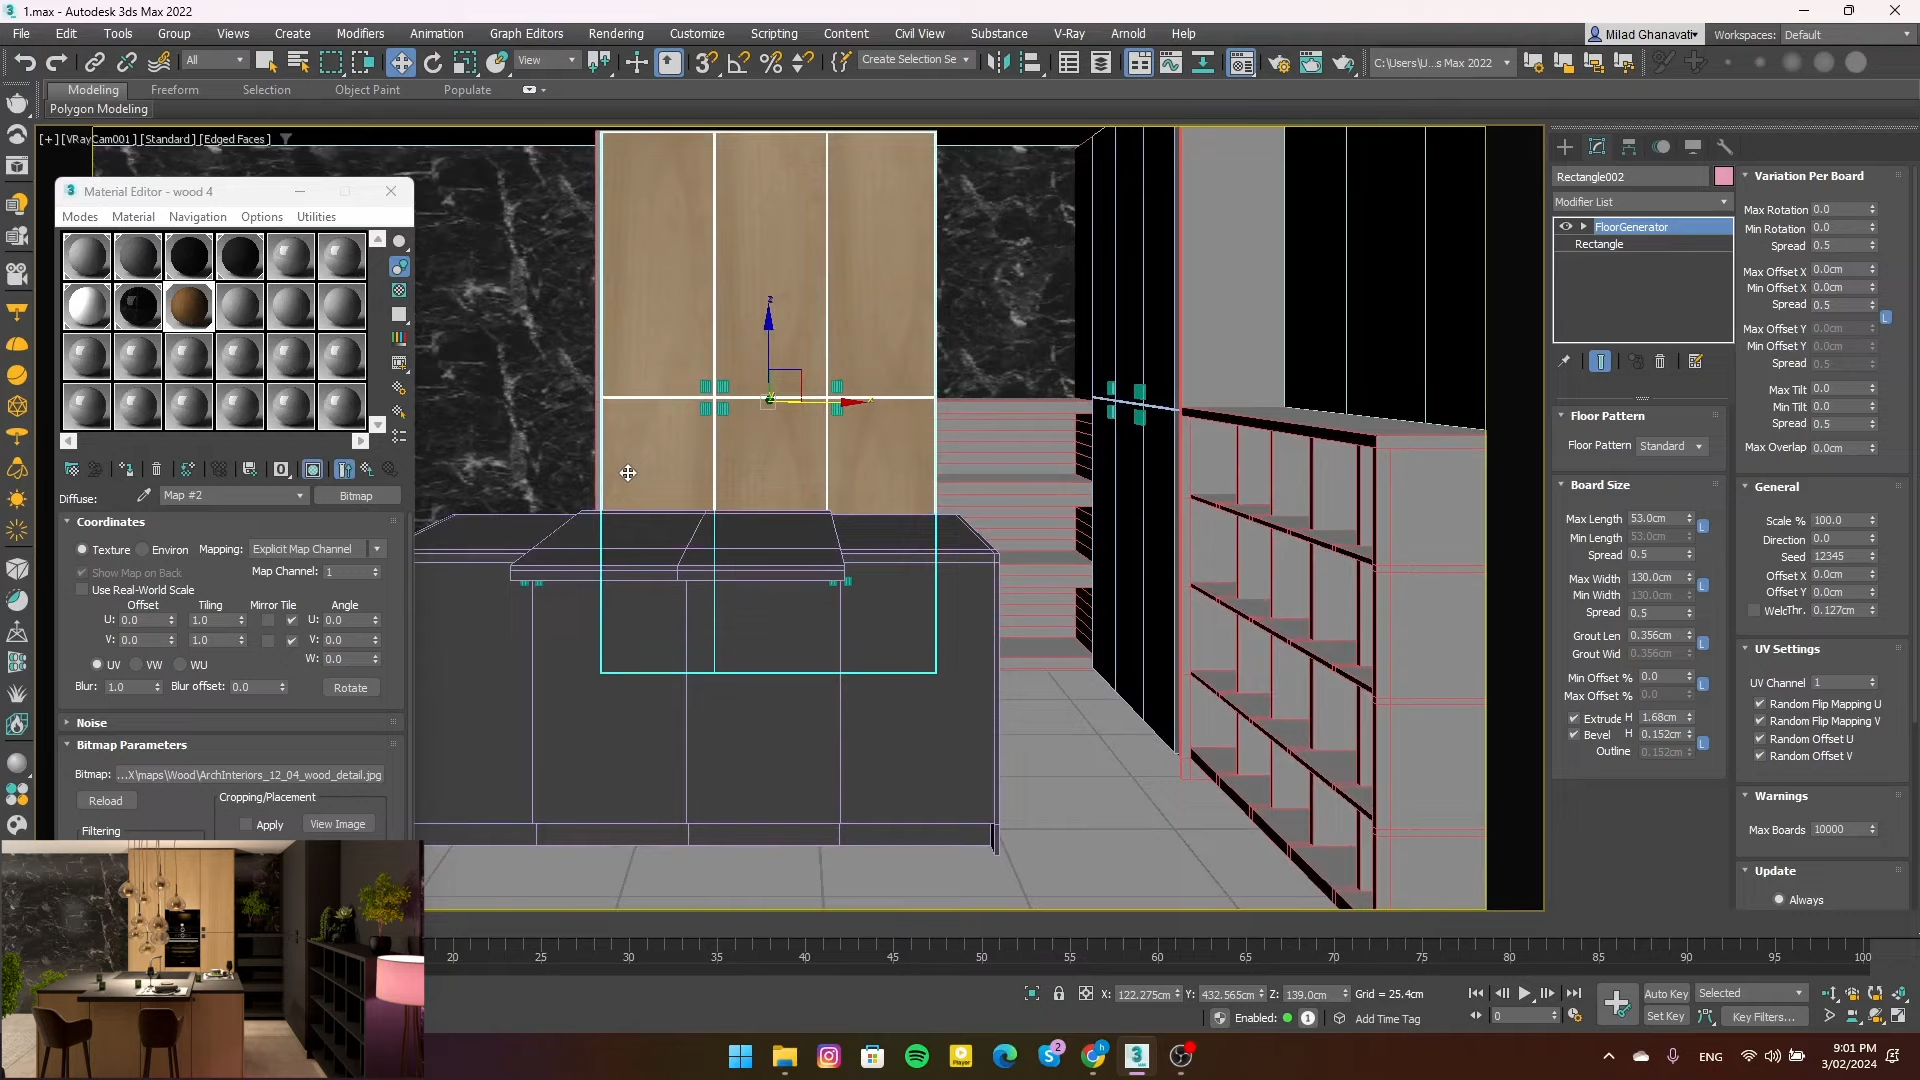 1.max - Autodesk 3ds Max 2022
File Edit Tools Group Views Create Modifiers Animation Graph Editors Rendering Customize Scripting Civil View Content Substance V-Ray Arnold Help
Milad Ghanavati
Workspaces: Default
All
View
Create Selection Se
C:\Users\U...s Max 2022
Modeling Freeform Selection Object Paint Populate
Polygon Modeling
[+] [VRayCam001] [Standard] [Edged Faces]
Material Editor - wood 4
Modes Material Navigation Options Utilities
Diffuse: Map #2 Bitmap
Coordinates
Texture Environ Mapping: Explicit Map Channel
Show Map on Back Map Channel: 1
Use Real-World Scale
Offset Tiling Mirror Tile Angle
U: 0.0 1.0 U: 0.0
V: 0.0 1.0 V: 0.0
W: 0.0
UV VW WU
Blur: 1.0 Blur offset: 0.0 Rotate
Noise
Bitmap Parameters
Bitmap: ...X\maps\Wood\ArchInteriors_12_04_wood_detail.jpg
Reload
Cropping/Placement
Apply View Image
Filtering
z
x
Rectangle002
Modifier List
FloorGenerator
Rectangle
Floor Pattern
Floor Pattern Standard
Board Size
Max Length 53.0cm
Min Length 53.0cm
Spread 0.5
Max Width 130.0cm
Min Width 130.0cm
Spread 0.5
Grout Len 0.356cm
Grout Wid 0.356cm
Min Offset % 0.0
Max Offset % 0.0
Extrude H 1.68cm
Bevel H 0.152cm
Outline 0.152cm
L
L
L
L
L
Variation Per Board
Max Rotation 0.0
Min Rotation 0.0
Spread 0.5
Max Offset X 0.0cm
Min Offset X 0.0cm
Spread 0.5
L
Max Offset Y 0.0cm
Min Offset Y 0.0cm
Spread 0.5
Max Tilt 0.0
Min Tilt 0.0
Spread 0.5
Max Overlap 0.0cm
General
Scale % 100.0
Direction 0.0
Seed 12345
Offset X 0.0cm
Offset Y 0.0cm
WeldThr. 0.127cm
UV Settings
UV Channel 1
Random Flip Mapping U
Random Flip Mapping V
Random Offset U
Random Offset V
Warnings
Max Boards 10000
Update
Always
20 25 30 35 40 45 50 55 60 65 70 75 80 85 90 95 100
X: 122.275cm Y: 432.565cm Z: 139.0cm Grid = 25.4cm
Enabled: 1 Add Time Tag
0
Auto Key Selected
Set Key Key Filters...
Player
2
h
3
ENG
9:01 PM
3/02/2024